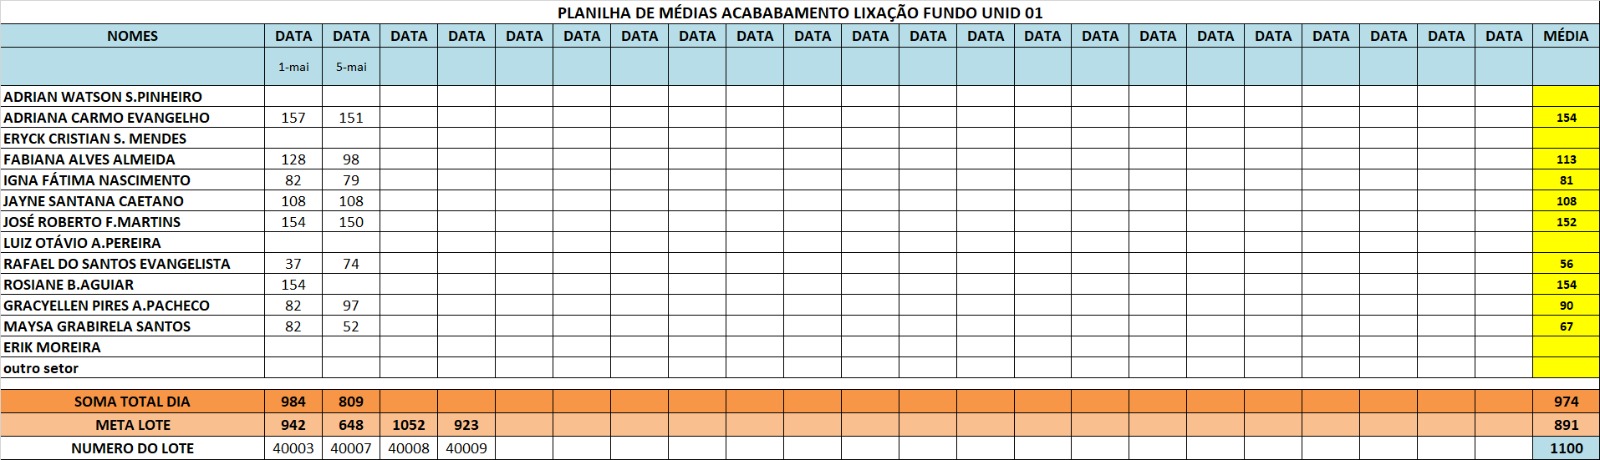 PLANILHA DE MÉDIAS ACABABAMENTO LIXAÇÃO FUNDO UNID 01
NOMES DATA DATA DATA DATA DATA DATA DATA DATA DATA DATA DATA DATA DATA DATA DATA DATA DATA DATA DATA DATA DATA DATA MÉDIA
1-mai 5-mai
ADRIAN WATSON S.PINHEIRO
ADRIANA CARMO EVANGELHO 157 151 154
ERYCK CRISTIAN S. MENDES
FABIANA ALVES ALMEIDA 128 98 113
IGNA FÁTIMA NASCIMENTO 82 79 81
JAYNE SANTANA CAETANO 108 108 108
JOSÉ ROBERTO F.MARTINS 154 150 152
LUIZ OTÁVIO A.PEREIRA
RAFAEL DO SANTOS EVANGELISTA 37 74 56
ROSIANE B.AGUIAR 154 154
GRACYELLEN PIRES A.PACHECO 82 97 90
MAYSA GRABIRELA SANTOS 82 52 67
ERIK MOREIRA
outro setor
SOMA TOTAL DIA 984 809 974
META LOTE 942 648 1052 923 891
NUMERO DO LOTE 40003 40007 40008 40009 1100